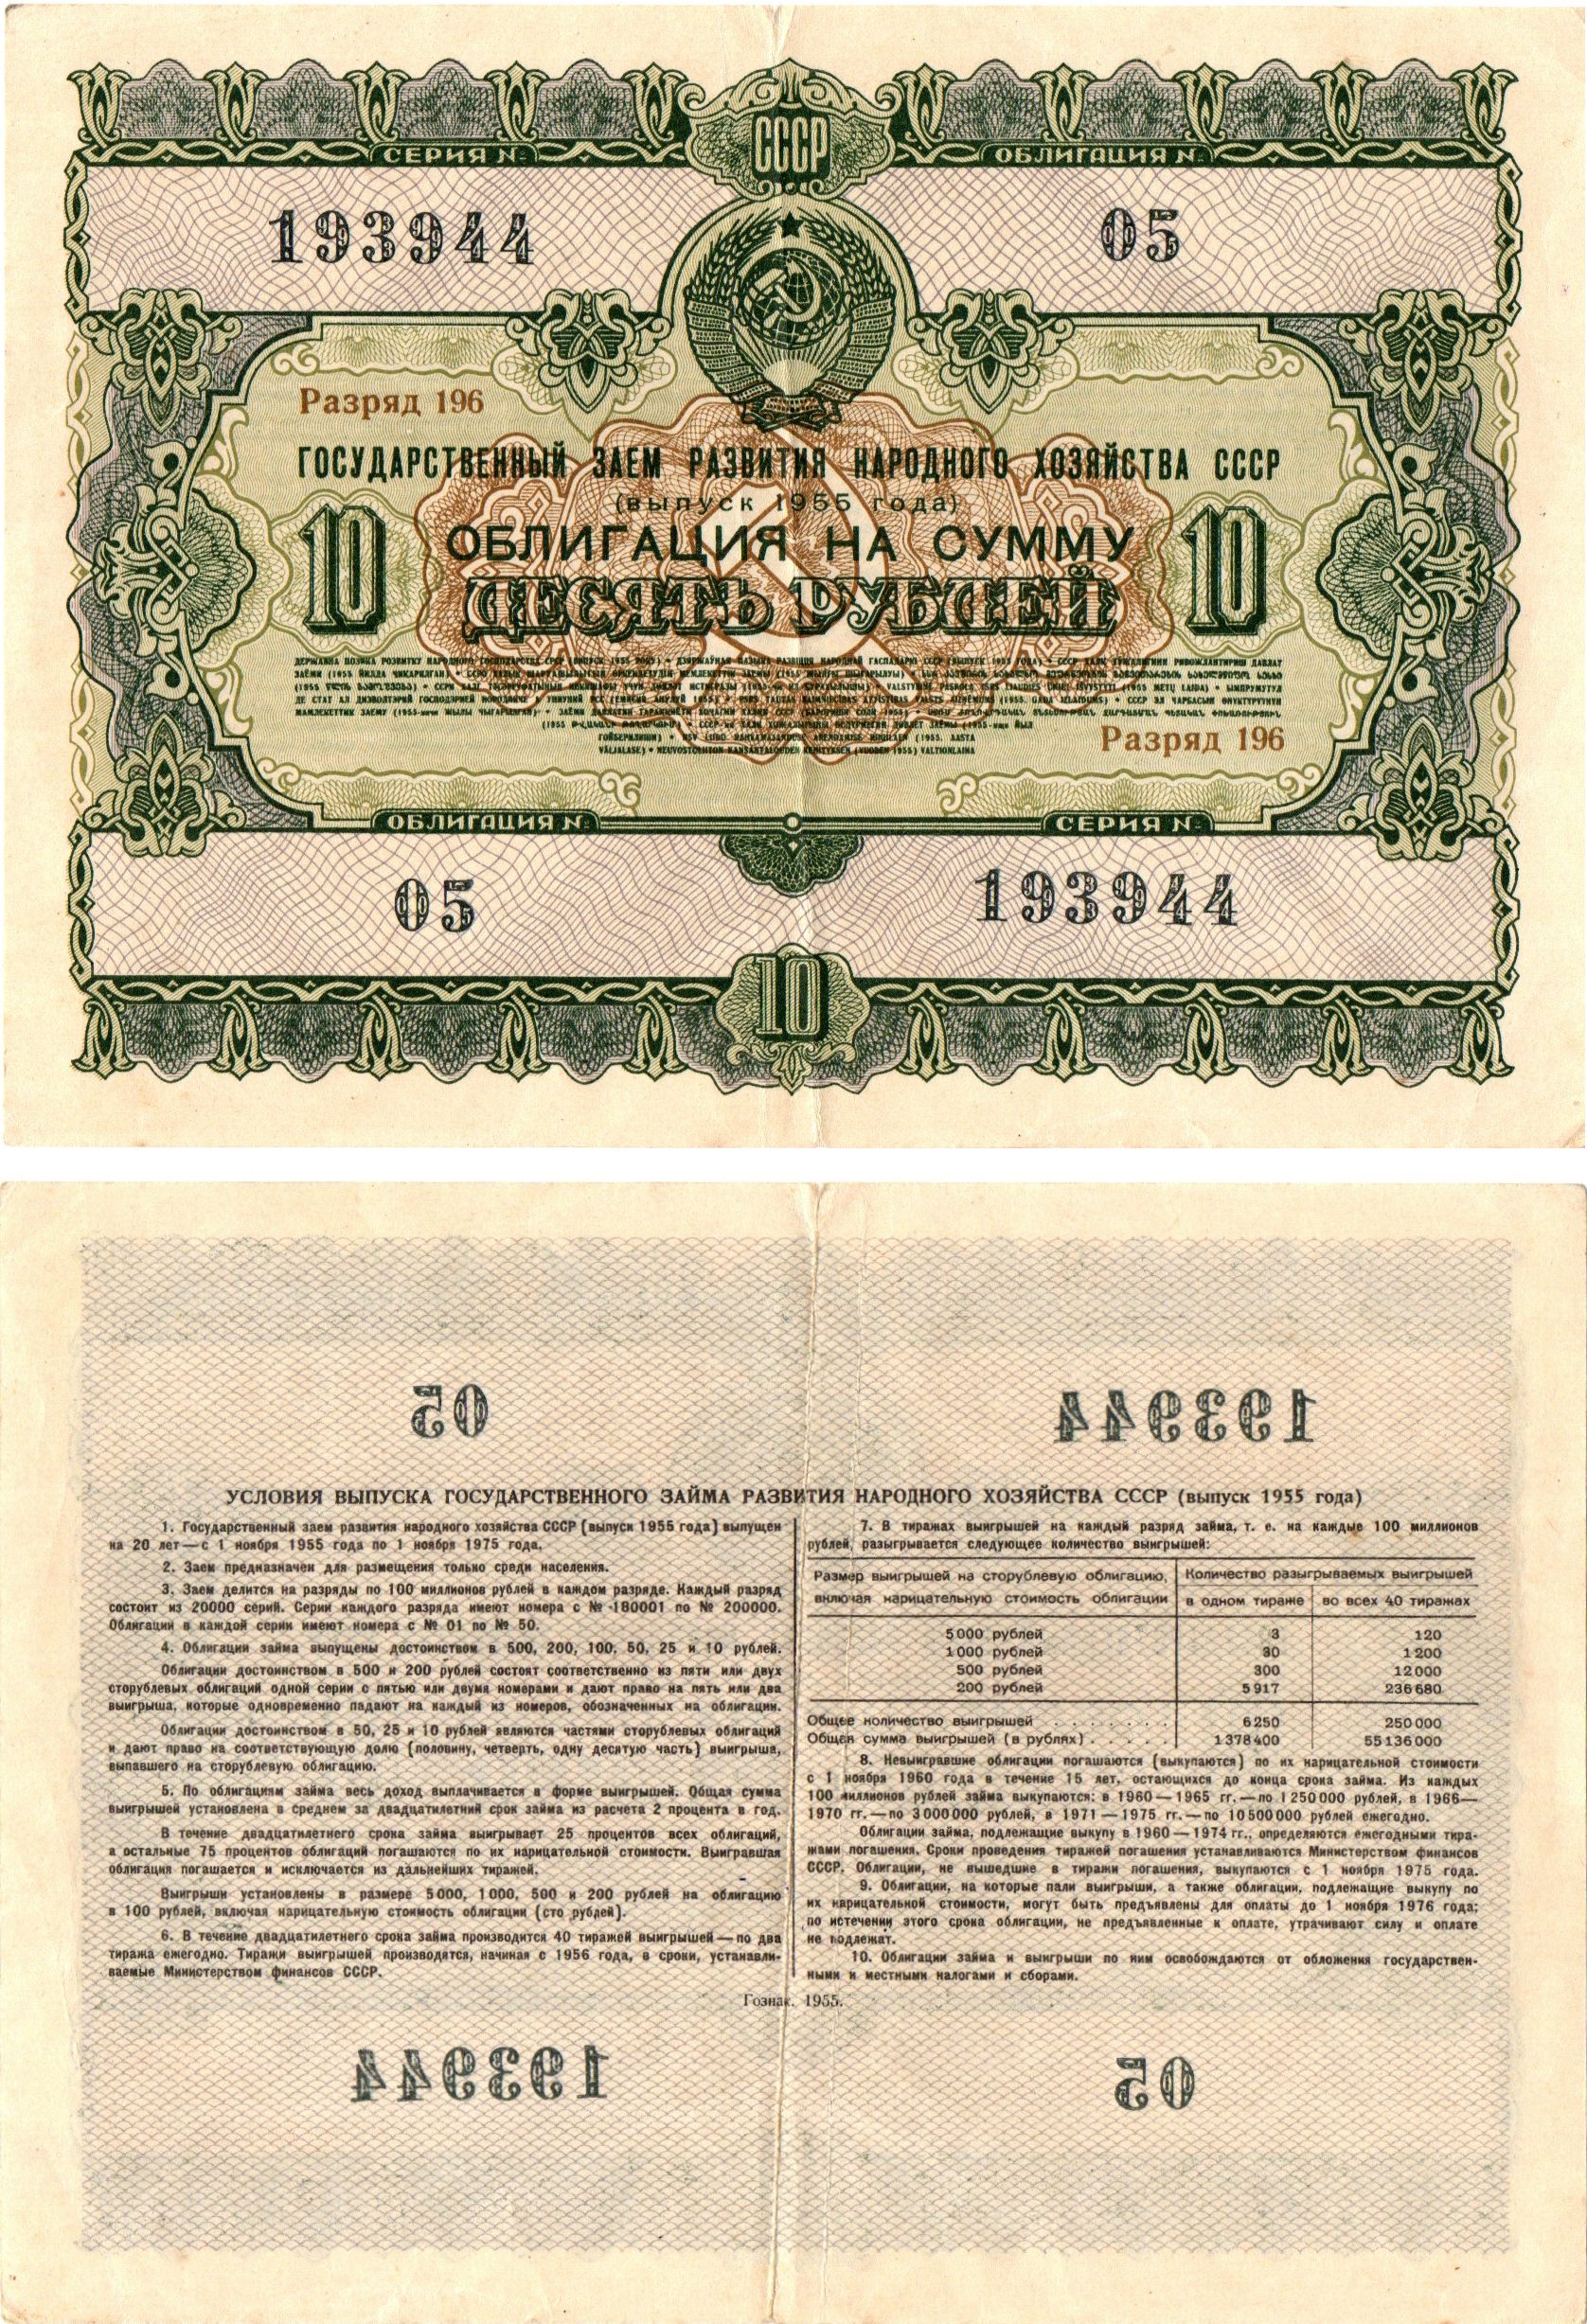 СССР
СЕРИЯ №
ОБЛИГАЦИЯ №
193944
05
Разряд 196
ГОСУДАРСТВЕННЫЙ ЗАЕМ РАЗВИТИЯ НАРОДНОГО ХОЗЯЙСТВА СССР
(выпуск 1955 года)
ОБЛИГАЦИЯ НА СУММУ
10
ДЕСЯТЬ РУБЛЕЙ
10
Разряд 196
ОБЛИГАЦИЯ №
СЕРИЯ №
05
193944
10
05
193944
УСЛОВИЯ ВЫПУСКА ГОСУДАРСТВЕННОГО ЗАЙМА РАЗВИТИЯ НАРОДНОГО ХОЗЯЙСТВА СССР (выпуск 1955 года)
1. Государственный заем развития народного хозяйства СССР (выпуск 1955 года) выпущен
на 20 лет—с 1 ноября 1955 года по 1 ноября 1975 года.
2. Заем предназначен для размещения только среди населения.
3. Заем делится на разряды по 100 миллионов рублей в каждом разряде. Каждый разряд
состоит из 20000 серий. Серии каждого разряда имеют номера с № 180001 по № 200000.
Облигации в каждой серии имеют номера с № 01 по № 50.
4. Облигации займа выпущены достоинством в 500, 200, 100, 50, 25 и 10 рублей.
Облигации достоинством в 500 и 200 рублей состоят соответственно из пяти или двух
сторублевых облигаций одной серии с пятью или двумя номерами и дают право на пять или два
выигрыша, которые одновременно падают на каждый из номеров, обозначенных на облигации.
Облигации достоинством в 50, 25 и 10 рублей являются частями сторублевых облигаций
и дают право на соответствующую долю (половину, четверть, одну десятую часть) выигрыша,
выпавшего на сторублевую облигацию.
5. По облигациям займа весь доход выплачивается в форме выигрышей. Общая сумма
выигрышей установлена в среднем за двадцатилетний срок займа из расчета 2 процента в год.
В течение двадцатилетнего срока займа выигрывает 25 процентов всех облигаций,
а остальные 75 процентов облигаций погашаются по их нарицательной стоимости. Выигравшая
облигация погашается и исключается из дальнейших тиражей.
Выигрыши установлены в размере 5000, 1000, 500 и 200 рублей на облигацию
в 100 рублей, включая нарицательную стоимость облигации (сто рублей).
6. В течение двадцатилетнего срока займа производится 40 тиражей выигрышей—по два
тиража ежегодно. Тиражи выигрышей производятся, начиная с 1956 года, в сроки, устанавли-
ваемые Министерством финансов СССР.
7. В тиражах выигрышей на каждый разряд займа, т. е. на каждые 100 миллионов
рублей, разыгрывается следующее количество выигрышей:
Размер выигрышей на сторублевую облигацию, Количество разыгрываемых выигрышей
включая нарицательную стоимость облигации в одном тираже во всех 40 тиражах
5000 рублей 3 120
1000 рублей 30 1200
500 рублей 300 12000
200 рублей 5917 236680
Общее количество выигрышей . . . . . . . . 6250 250000
Общая сумма выигрышей (в рублях) . . . . . 1378400 55136000
8. Невыигравшие облигации погашаются (выкупаются) по их нарицательной стоимости
с 1 ноября 1960 года в течение 15 лет, остающихся до конца срока займа. Из каждых
100 миллионов рублей займа выкупаются: в 1960—1965 гг.—по 1250000 рублей, в 1966—
1970 гг.—по 3000000 рублей, в 1971—1975 гг.—по 10500000 рублей ежегодно.
Облигации займа, подлежащие выкупу в 1960—1974 гг., определяются ежегодными тира-
жами погашения. Сроки проведения тиражей погашения устанавливаются Министерством финансов
СССР. Облигации, не вышедшие в тиражи погашения, выкупаются с 1 ноября 1975 года.
9. Облигации, на которые пали выигрыши, а также облигации, подлежащие выкупу по
их нарицательной стоимости, могут быть предъявлены для оплаты до 1 ноября 1976 года;
по истечении этого срока облигации, не предъявленные к оплате, утрачивают силу и оплате
не подлежат.
10. Облигации займа и выигрыши по ним освобождаются от обложения государствен-
ными и местными налогами и сборами.
Гознак. 1955.
193944
05